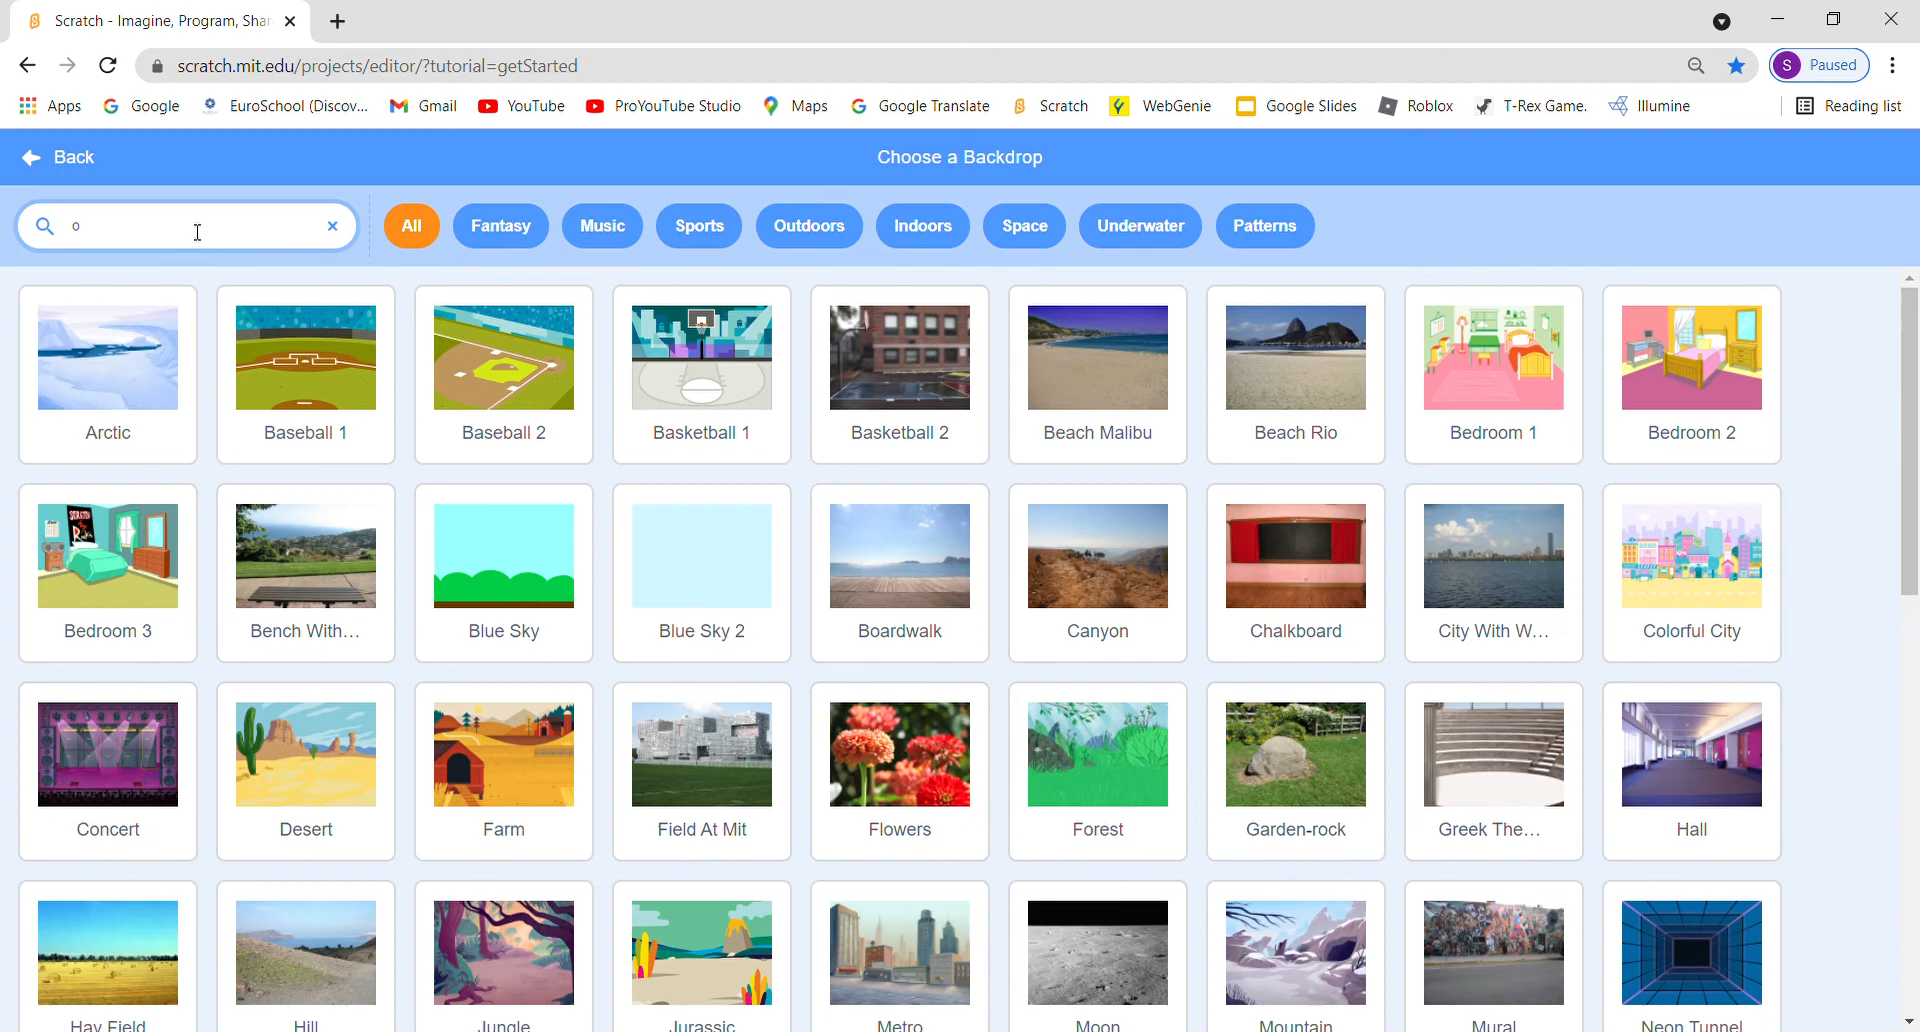 Scratch - Imagine, Program, Shar
scratch.mit.edu/projects/editor/?tutorial=getStarted
S Paused
Apps Google EuroSchool (Discov... Gmail YouTube ProYouTube Studio Maps Google Translate Scratch WebGenie Google Slides Roblox T-Rex Game. Illumine Reading list
Back Choose a Backdrop
o All Fantasy Music Sports Outdoors Indoors Space Underwater Patterns
Arctic Baseball 1 Baseball 2 Basketball 1 Basketball 2 Beach Malibu Beach Rio Bedroom 1 Bedroom 2
Bedroom 3 Bench With... Blue Sky Blue Sky 2 Boardwalk Canyon Chalkboard City With W... Colorful City
Concert Desert Farm Field At Mit Flowers Forest Garden-rock Greek The... Hall
Hay Field Hill Jungle Jurassic Metro Moon Mountain Mural Neon Tunnel